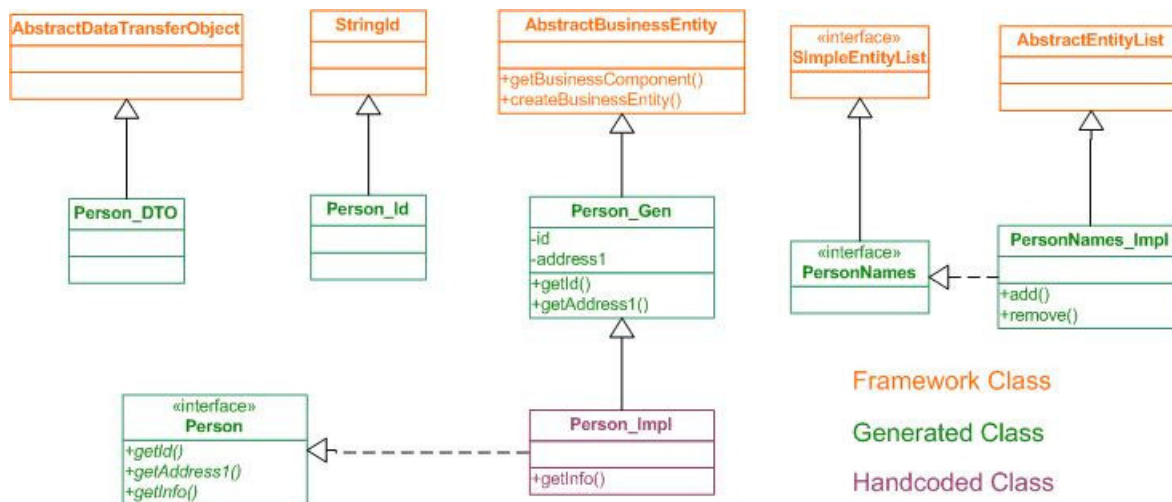 AbstractDataTransferObject
StringId
AbstractBusinessEntity
+getBusinessComponent()
+createBusinessEntity()
«interface»
SimpleEntityList
AbstractEntityList
Person_DTO
Person_Id
Person_Gen
-id
-address1
+getId()
+getAddress1()
«interface»
PersonNames
PersonNames_Impl
+add()
+remove()
«interface»
Person
+getId()
+getAddress1()
+getInfo()
Person_Impl
+getInfo()
Framework Class
Generated Class
Handcoded Class